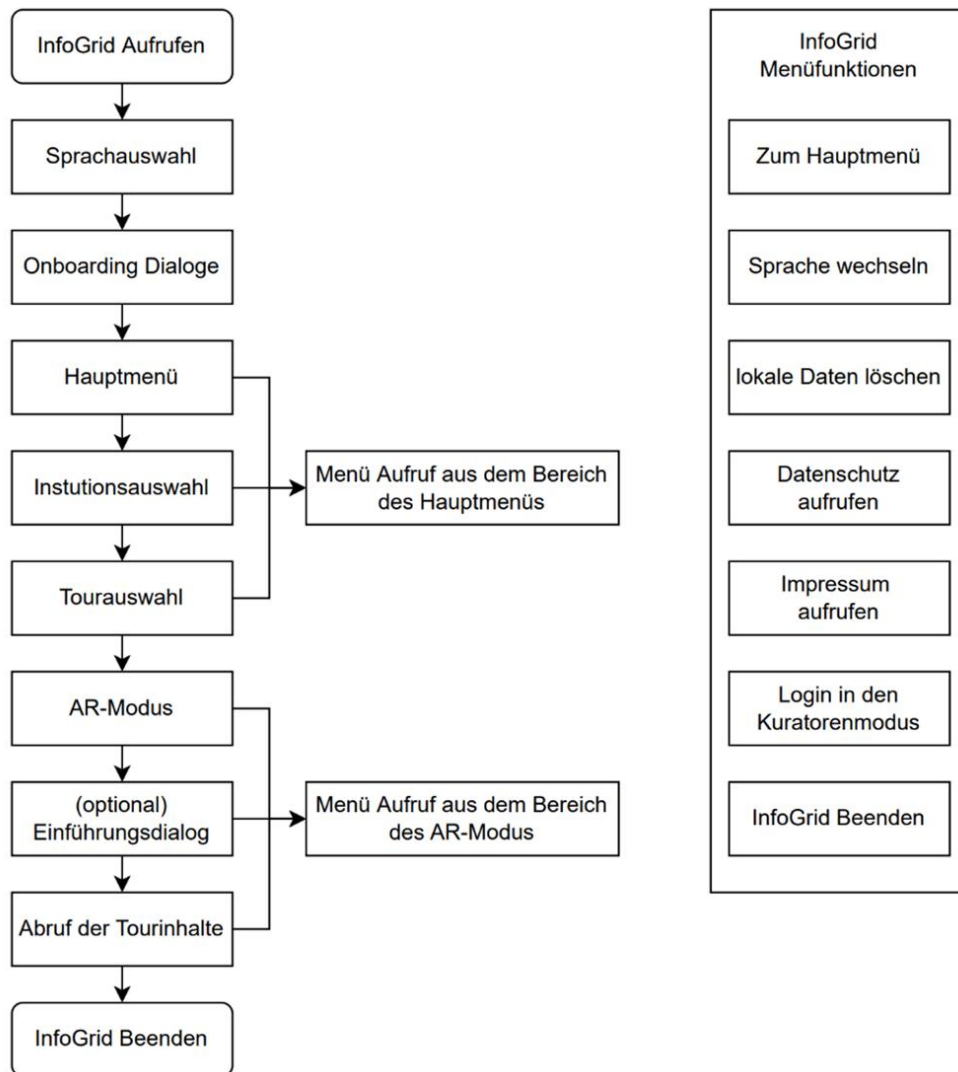 InfoGrid Aufrufen
Sprachauswahl
Onboarding Dialoge
Hauptmenü
Instutionsauswahl
Menü Aufruf aus dem Bereich
des Hauptmenüs
Tourauswahl
AR-Modus
(optional)
Einführungsdialog
Menü Aufruf aus dem Bereich
des AR-Modus
Abruf der Tourinhalte
InfoGrid Beenden
InfoGrid
Menüfunktionen
Zum Hauptmenü
Sprache wechseln
lokale Daten löschen
Datenschutz
aufrufen
Impressum
aufrufen
Login in den
Kuratorenmodus
InfoGrid Beenden